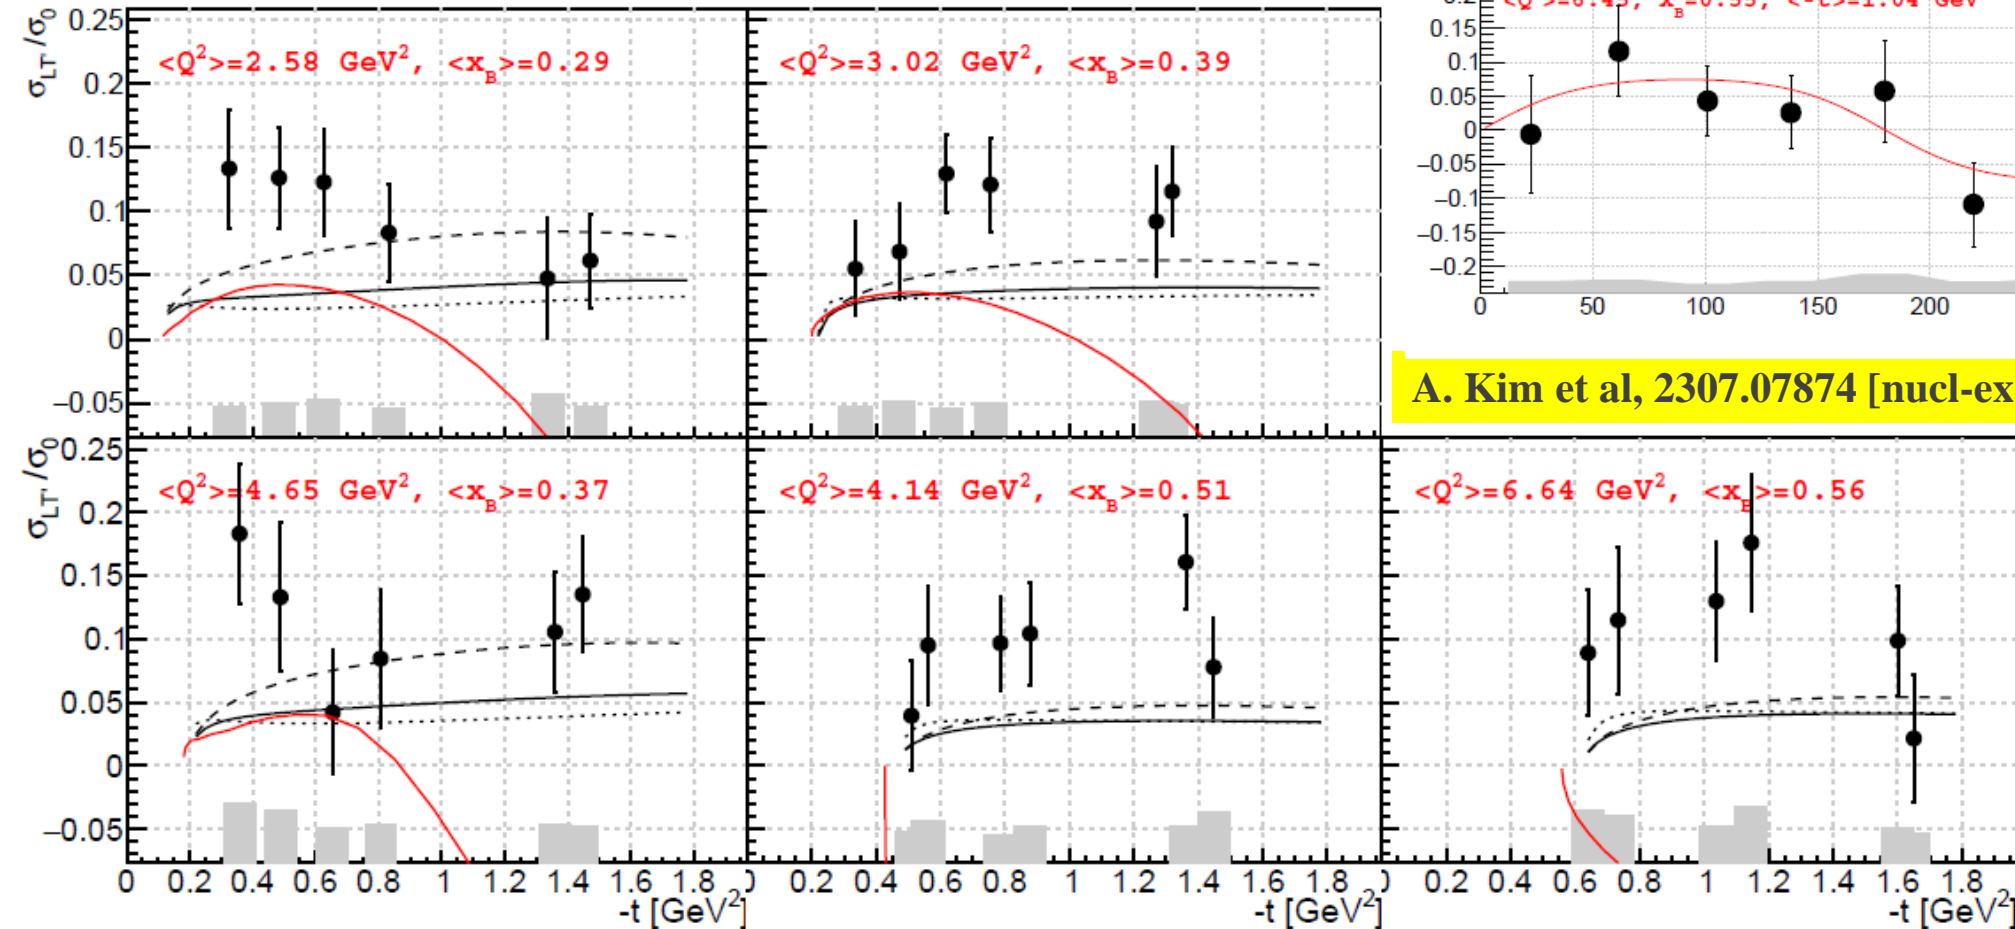 σLT'/σ0
0.25
0.2
0.15
0.1
0.05
0
−0.05
<Q²>=2.58 GeV², <xB>=0.29
<Q²>=3.02 GeV², <xB>=0.39
0.15
0.1
0.05
0
−0.05
−0.1
−0.15
−0.2
0 50 100 150 200
A. Kim et al, 2307.07874 [nucl-ex
σLT'/σ0
0.25
0.2
0.15
0.1
0.05
0
−0.05
<Q²>=4.65 GeV², <xB>=0.37
<Q²>=4.14 GeV², <xB>=0.51
<Q²>=6.64 GeV², <xB>=0.56
0 0.2 0.4 0.6 0.8 1 1.2 1.4 1.6 1.8
0.2 0.4 0.6 0.8 1 1.2 1.4 1.6 1.8
0.2 0.4 0.6 0.8 1 1.2 1.4 1.6
-t [GeV²]
-t [GeV²]
-t [GeV²]